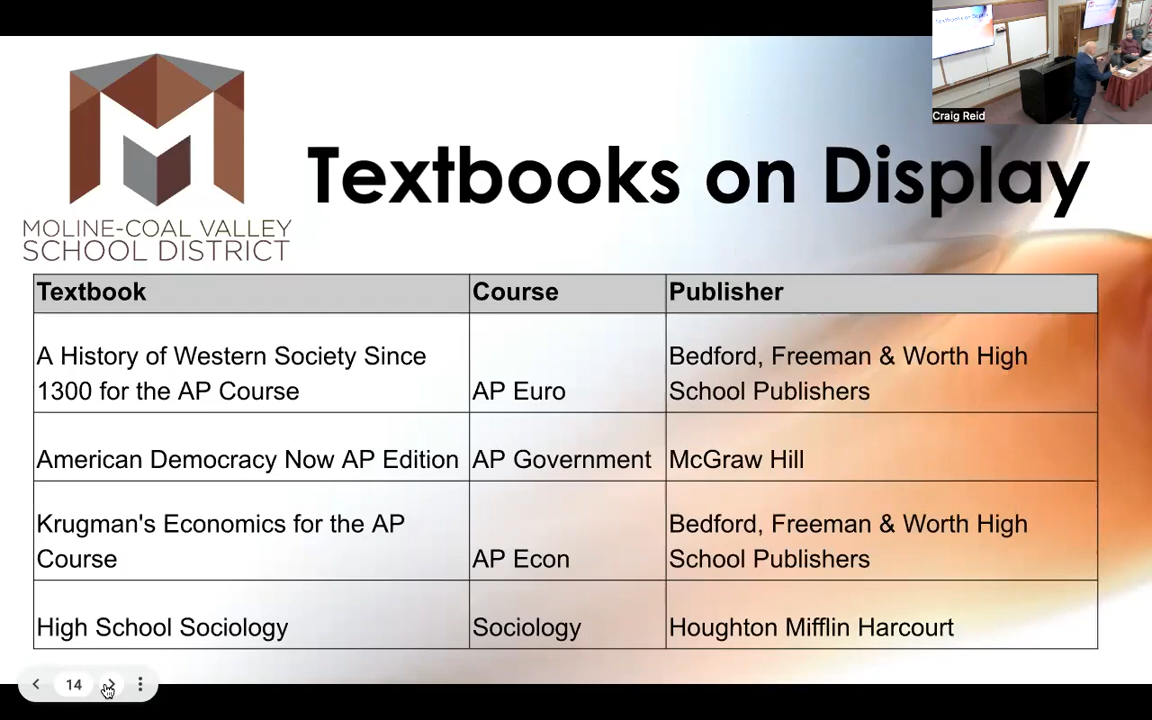 Textbooks on Display
Craig Reid
Textbooks on Display
MOLINE-COAL VALLEY
SCHOOL DISTRICT
Textbook Course Publisher
A History of Western Society Since
1300 for the AP Course
AP Euro
Bedford, Freeman & Worth High
School Publishers
American Democracy Now AP Edition
AP Government
McGraw Hill
Krugman's Economics for the AP
Course
AP Econ
Bedford, Freeman & Worth High
School Publishers
High School Sociology
Sociology
Houghton Mifflin Harcourt
14